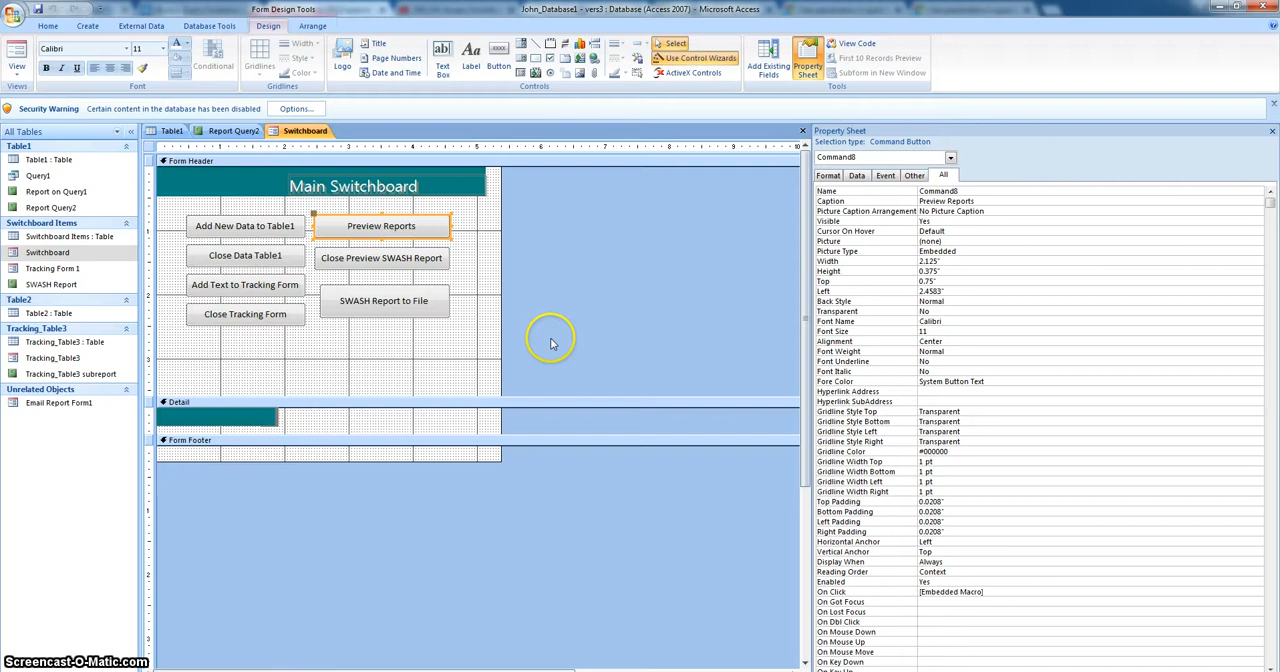 Form Design Tools
John_Database1 - vers3 : Database (Access 2007) - Microsoft Access
Home Create External Data Database Tools Design Arrange
View
Views
Calibri 11
B I U
Conditional
Font
Gridlines
Width
Style
Color
Gridlines
Logo
Title
Page Numbers
Date and Time
Text Box
Label
Button
Controls
Select
Use Control Wizards
ActiveX Controls
Add Existing Fields
Property Sheet
View Code
First 10 Records Preview
Subform in New Window
Tools
Security Warning Certain content in the database has been disabled Options...
All Tables
Table1
Table1 : Table
Query1
Report on Query1
Report Query2
Switchboard Items
Switchboard Items : Table
Switchboard
Tracking Form 1
SWASH Report
Table2
Table2 : Table
Tracking_Table3
Tracking_Table3 : Table
Tracking_Table3
Tracking_Table3 subreport
Unrelated Objects
Email Report Form1
Table1 Report Query2 Switchboard
Form Header
Main Switchboard
Add New Data to Table1 Preview Reports
Close Data Table1 Close Preview SWASH Report
Add Text to Tracking Form SWASH Report to File
Close Tracking Form
Detail
Form Footer
Property Sheet
Selection type: Command Button
Command8
Format Data Event Other All
Name Command8
Caption Preview Reports
Picture Caption Arrangement No Picture Caption
Visible Yes
Cursor On Hover Default
Picture (none)
Picture Type Embedded
Width 2.125"
Height 0.375"
Top 0.75"
Left 2.4583"
Back Style Normal
Transparent No
Font Name Calibri
Font Size 11
Alignment Center
Font Weight Normal
Font Underline No
Font Italic No
Fore Color System Button Text
Hyperlink Address
Hyperlink SubAddress
Gridline Style Top Transparent
Gridline Style Bottom Transparent
Gridline Style Left Transparent
Gridline Style Right Transparent
Gridline Color #000000
Gridline Width Top 1 pt
Gridline Width Bottom 1 pt
Gridline Width Left 1 pt
Gridline Width Right 1 pt
Top Padding 0.0208"
Bottom Padding 0.0208"
Left Padding 0.0208"
Right Padding 0.0208"
Horizontal Anchor Left
Vertical Anchor Top
Display When Always
Reading Order Context
Enabled Yes
On Click [Embedded Macro]
On Got Focus
On Lost Focus
On Dbl Click
On Mouse Down
On Mouse Up
On Mouse Move
On Key Down
Screencast-O-Matic.com